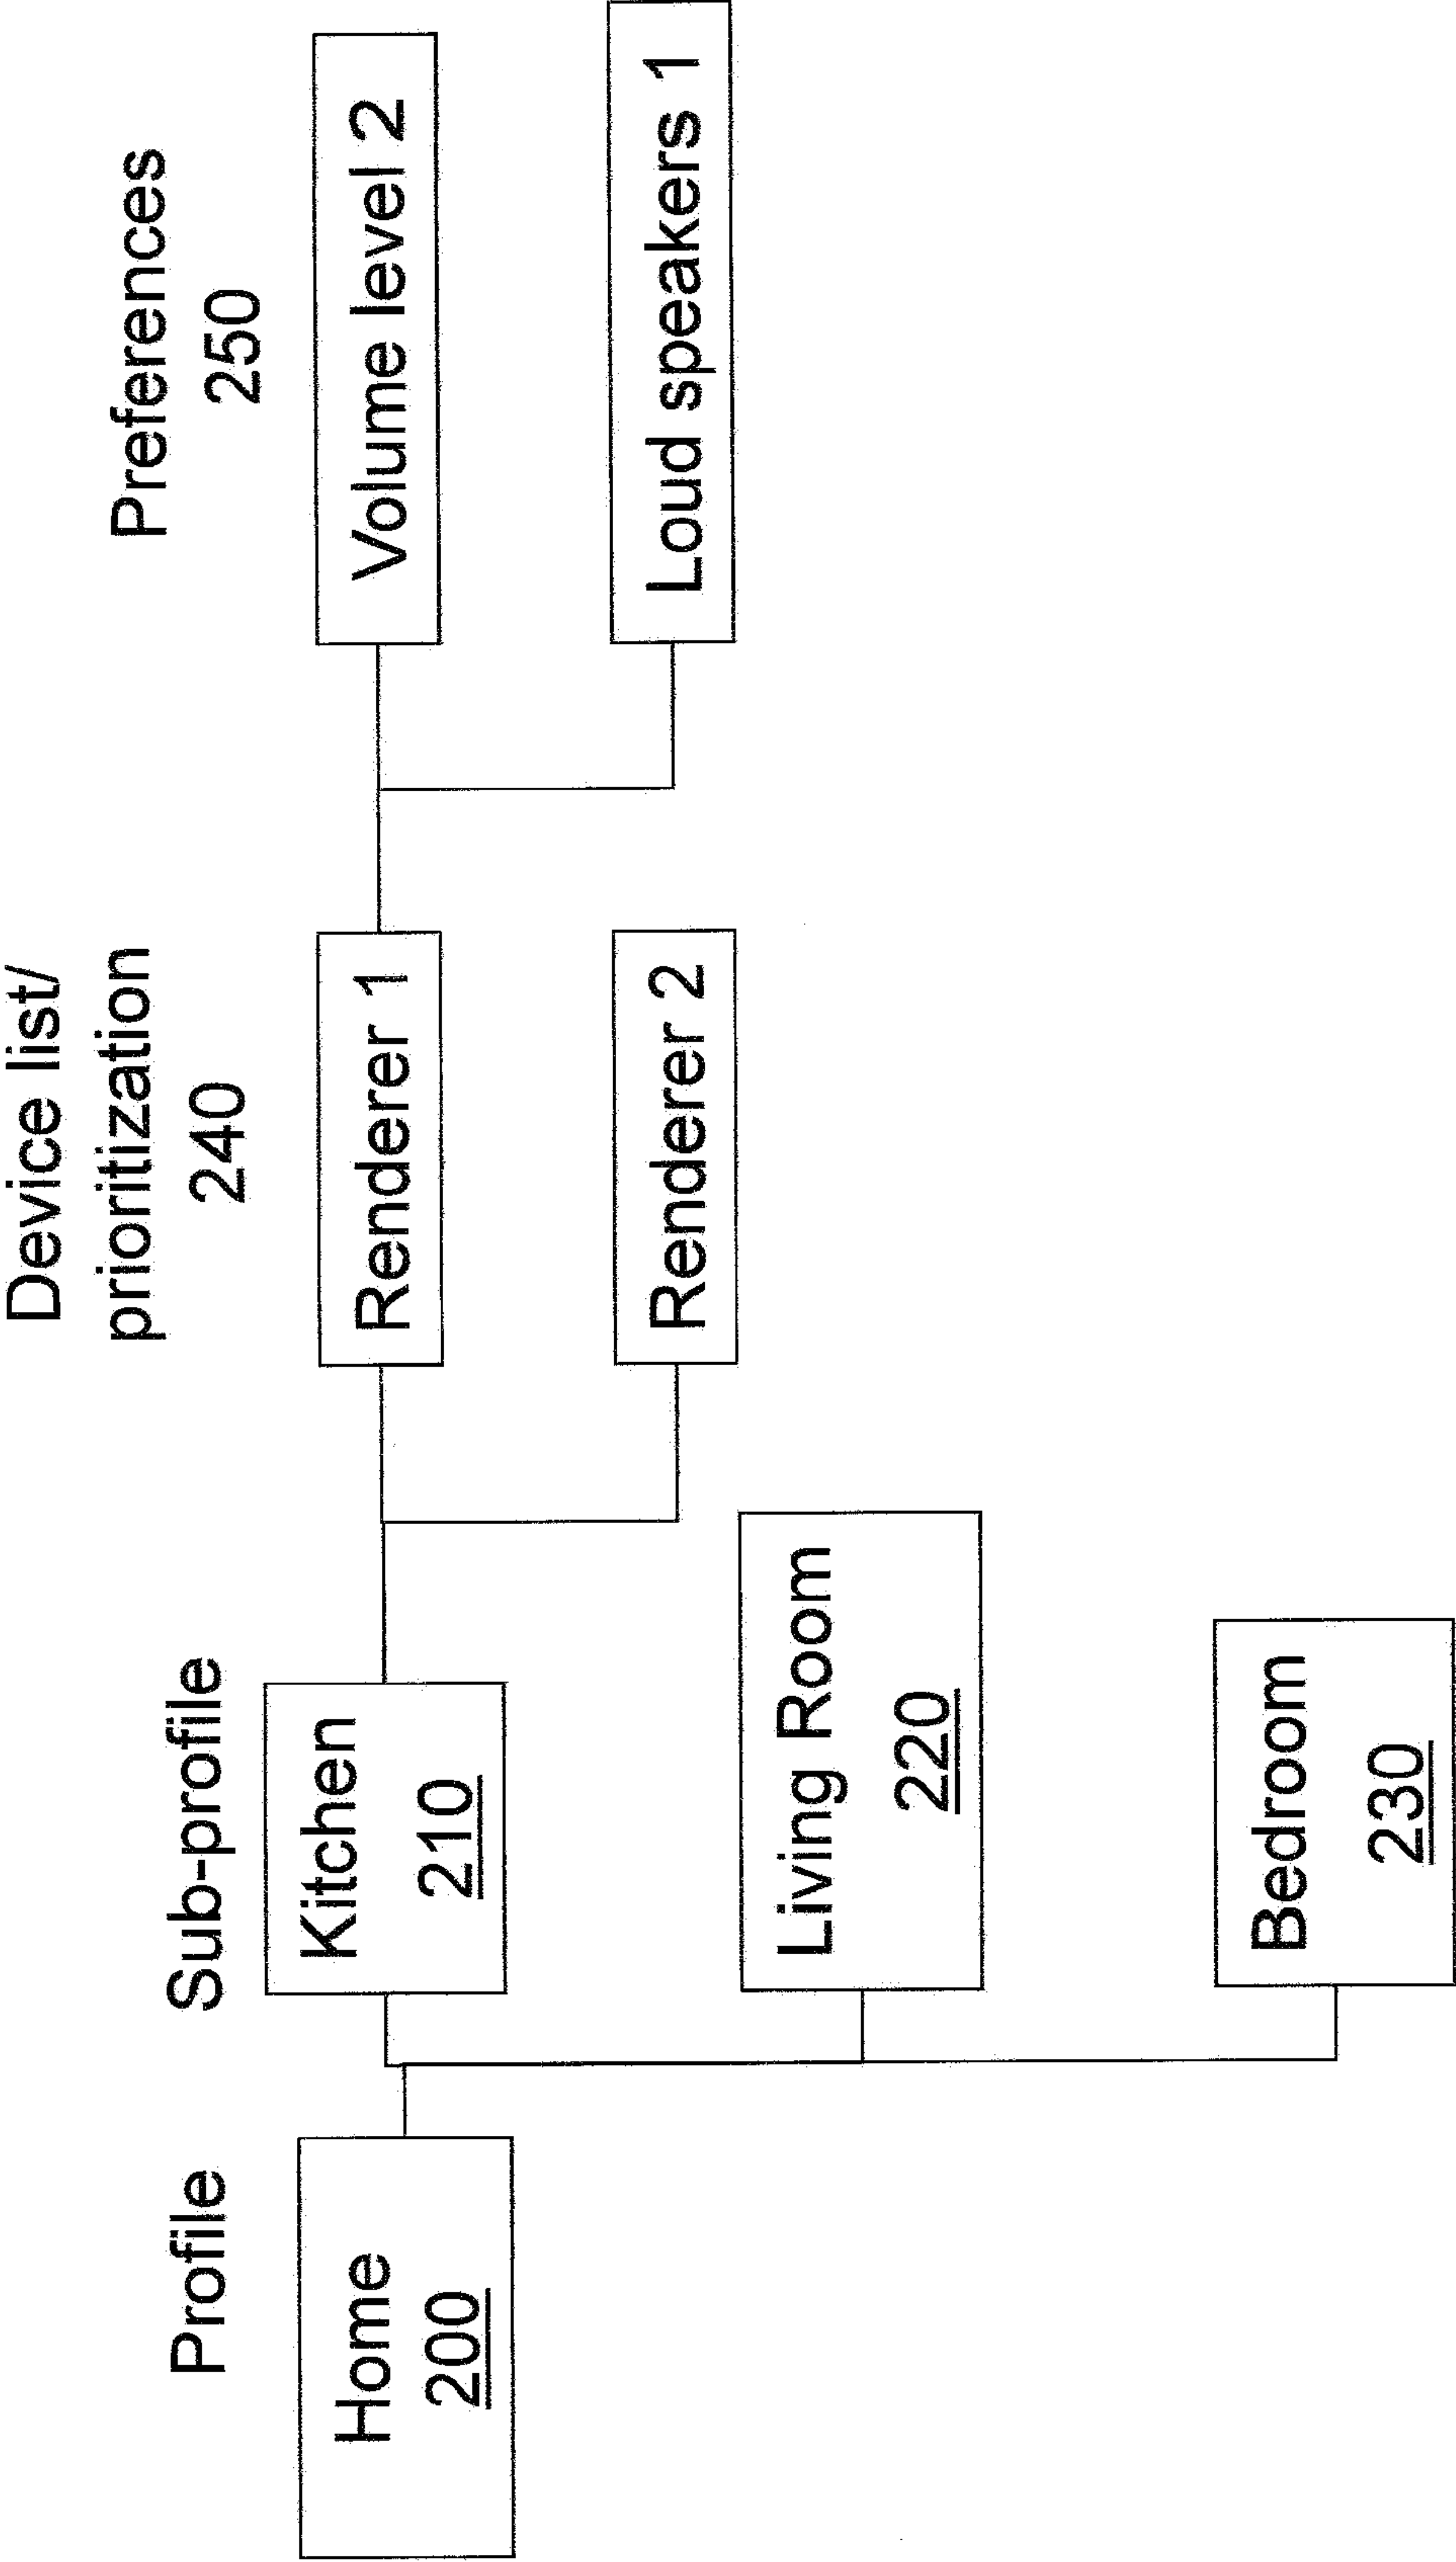 Profile
Sub-profile
Device list/
prioritization
240
Preferences
250
Home
200
Kitchen
210
Renderer 1
Volume level 2
Renderer 2
Loud speakers 1
Living Room
220
Bedroom
230